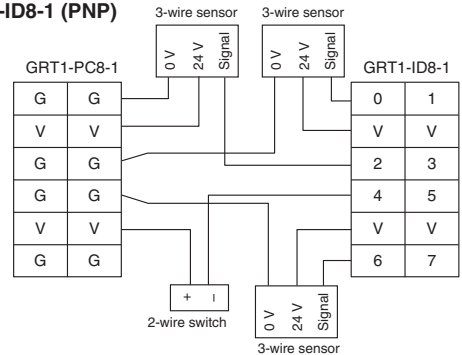 -ID8-1 (PNP)
3-wire sensor
3-wire sensor
0 V
24 V
Signal
0 V
24 V
Signal
GRT1-PC8-1
GRT1-ID8-1
G G
0 1
V V
V V
G G
2 3
G G
4 5
V V
V V
G G
6 7
+ –
2-wire switch
0 V
24 V
Signal
3-wire sensor